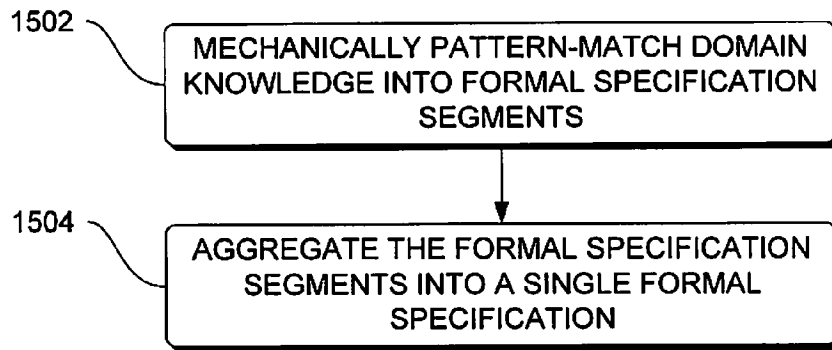 1502
MECHANICALLY PATTERN-MATCH DOMAIN
KNOWLEDGE INTO FORMAL SPECIFICATION
SEGMENTS
1504
AGGREGATE THE FORMAL SPECIFICATION
SEGMENTS INTO A SINGLE FORMAL
SPECIFICATION